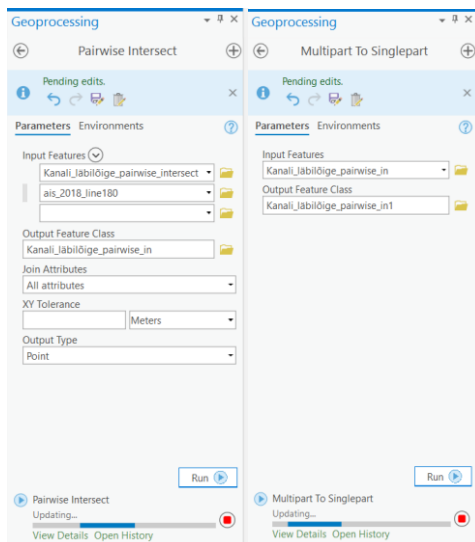 Geoprocessing
Pairwise Intersect
Pending edits.
Parameters Environments
Input Features
Kanali_läbilõige_pairwise_intersect
ais_2018_line180
Output Feature Class
Kanali_läbilõige_pairwise_in
Join Attributes
All attributes
XY Tolerance
Meters
Output Type
Point
Run
Pairwise Intersect
Updating...
View Details Open History
Geoprocessing
Multipart To Singlepart
Pending edits.
Parameters Environments
Input Features
Kanali_läbilõige_pairwise_in
Output Feature Class
Kanali_läbilõige_pairwise_in1
Run
Multipart To Singlepart
Updating...
View Details Open History